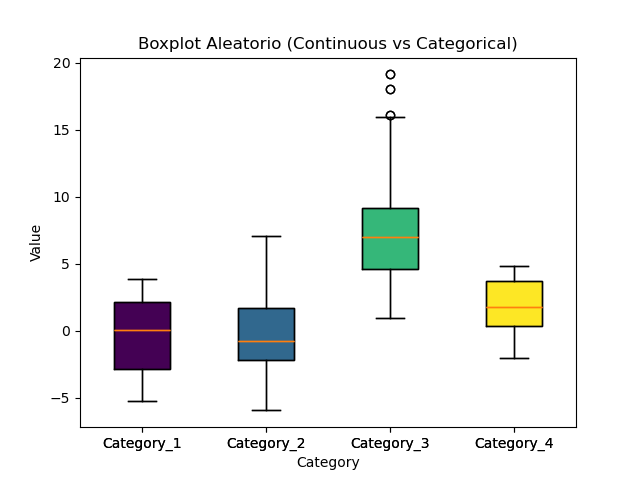 Boxplot Aleatorio (Continuous vs Categorical)
20
15
10
5
0
−5
Value
Category_1 Category_2 Category_3 Category_4
Category